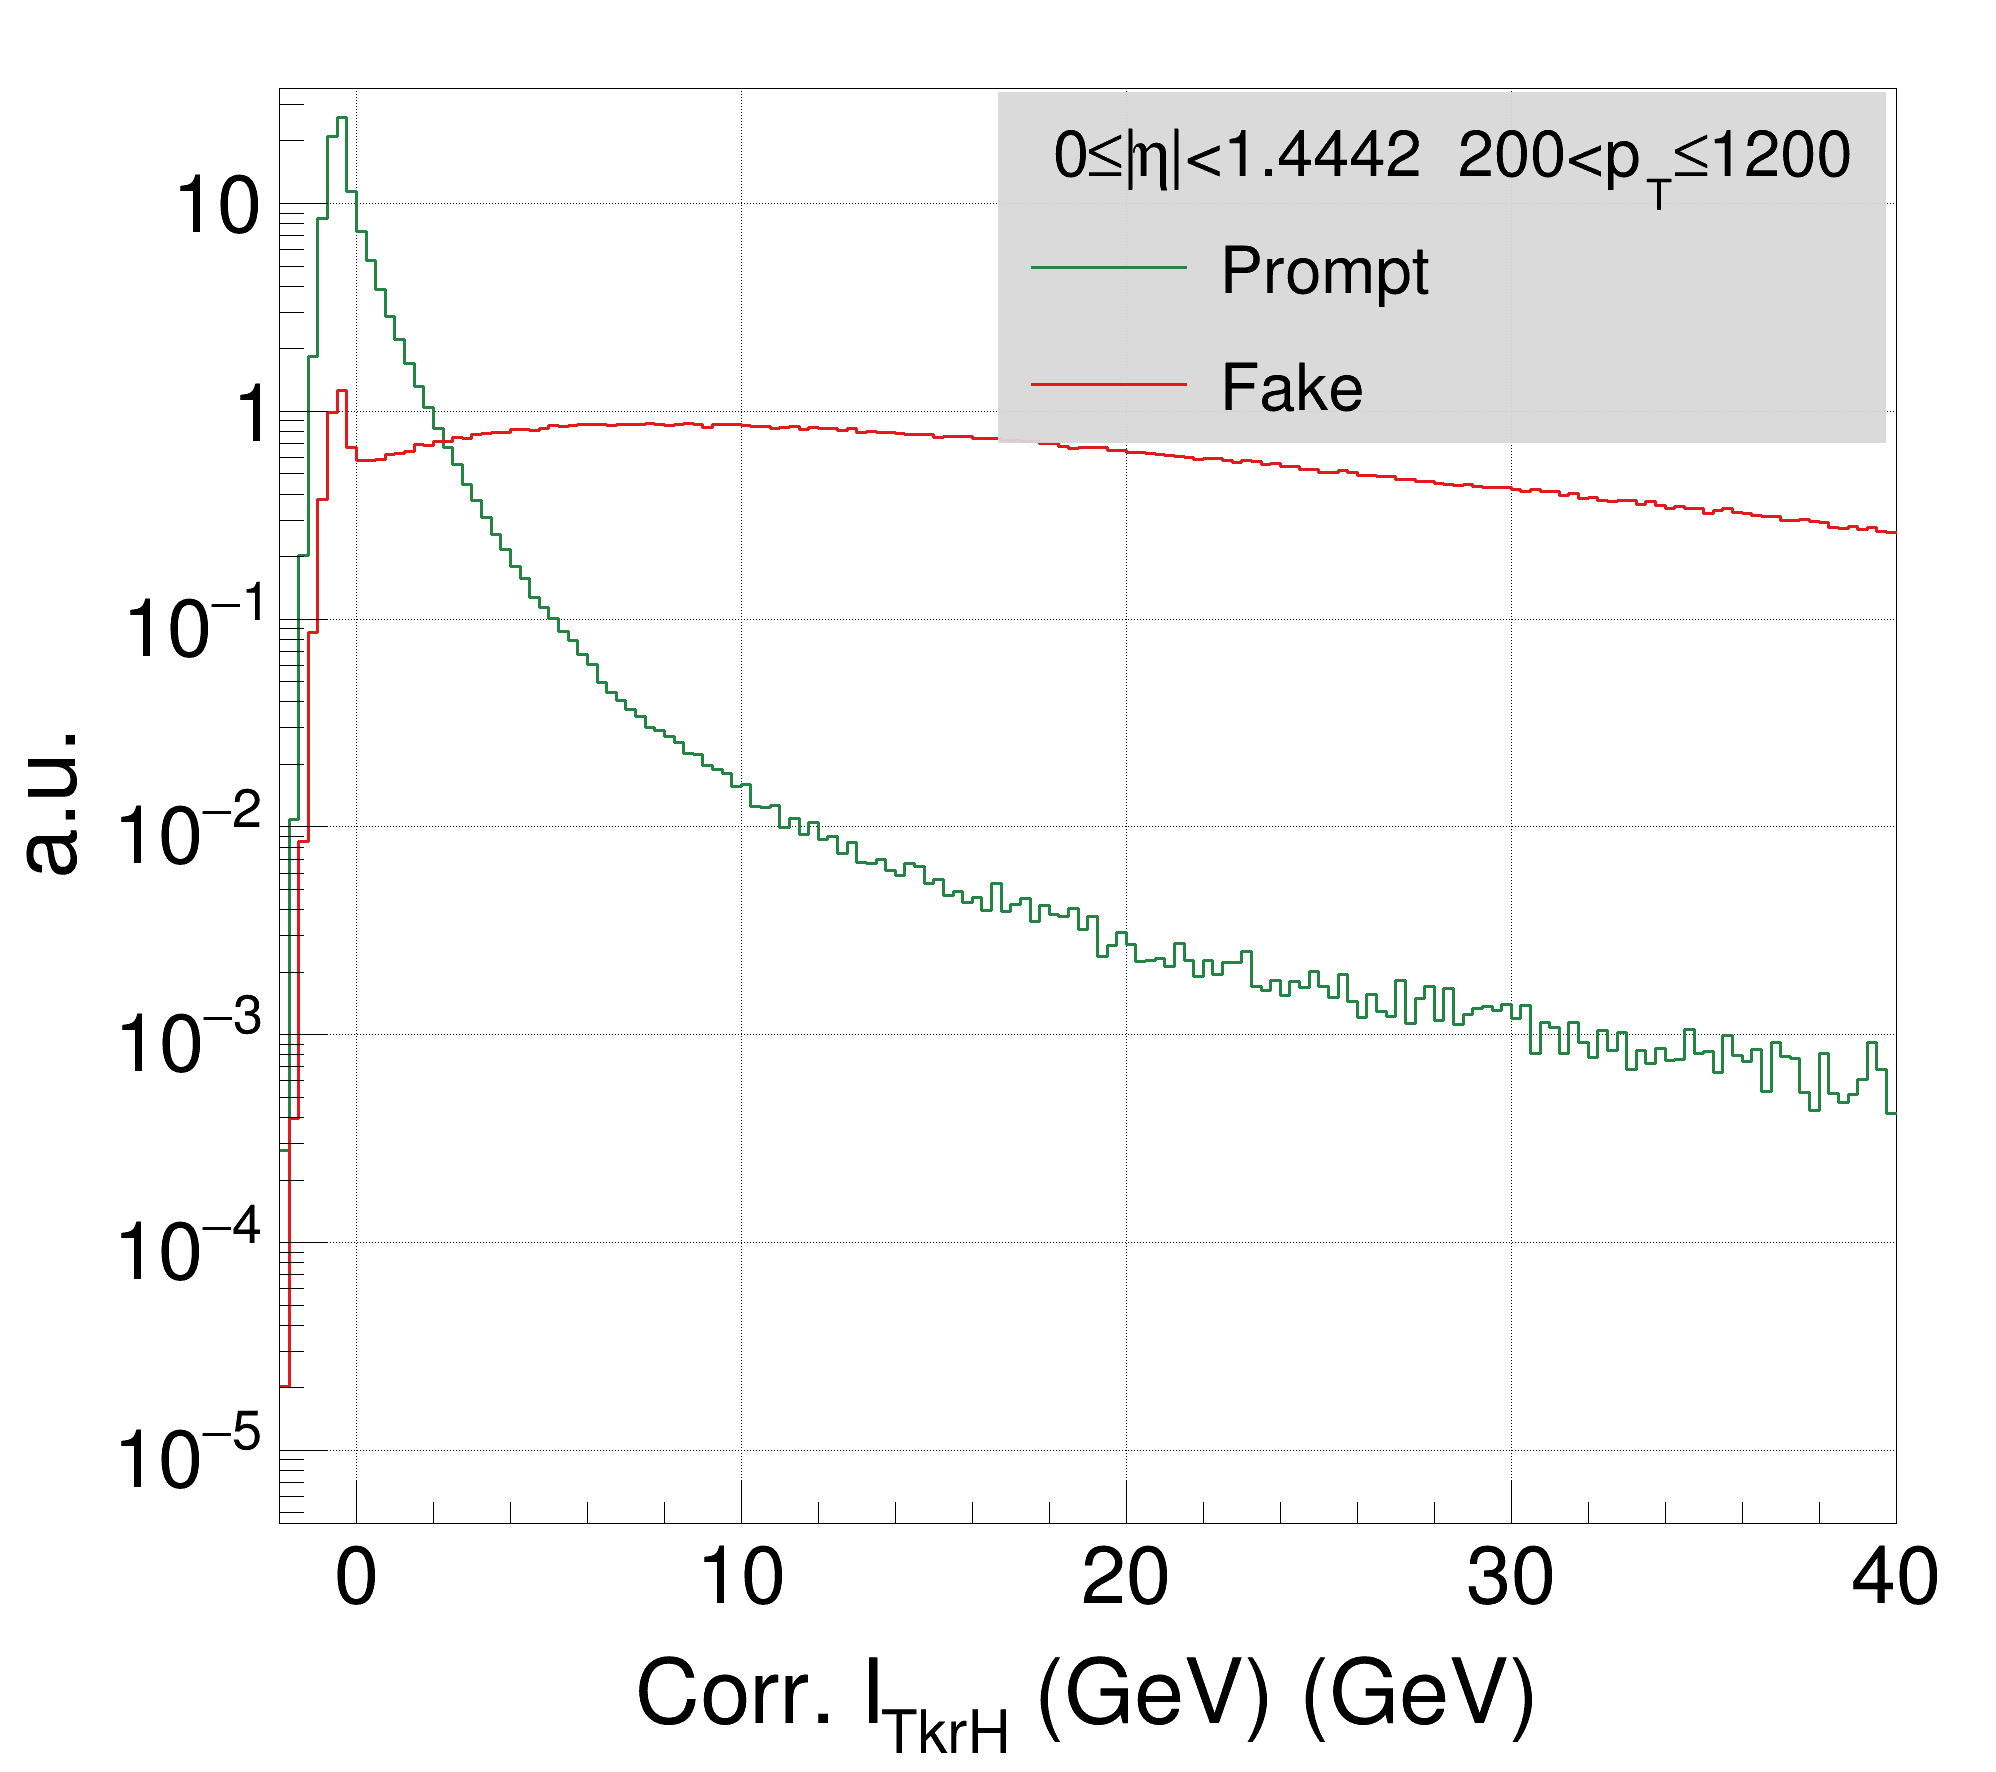 0≤|η|<1.4442 200<p_T≤1200
Prompt
Fake
10
1
10⁻¹
10⁻²
10⁻³
10⁻⁴
10⁻⁵
a.u.
0 10 20 30 40
Corr. I_TkrH (GeV) (GeV)